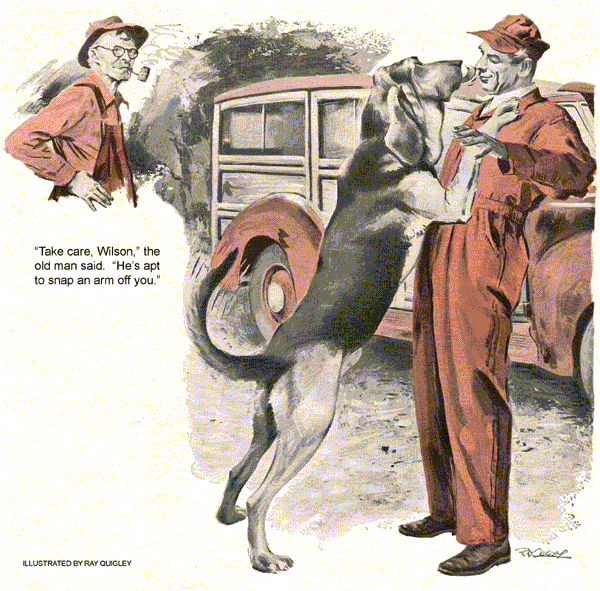 “Take care, Wilson,” the
old man said.  “He’s apt
to snap an arm off you.”
ILLUSTRATED BY RAY QUIGLEY